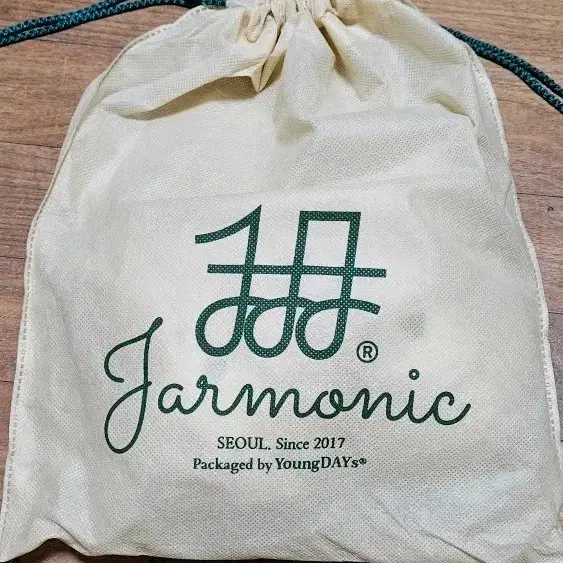 ®
Jarmonic
SEOUL. Since 2017
Packaged by YoungDAYs®